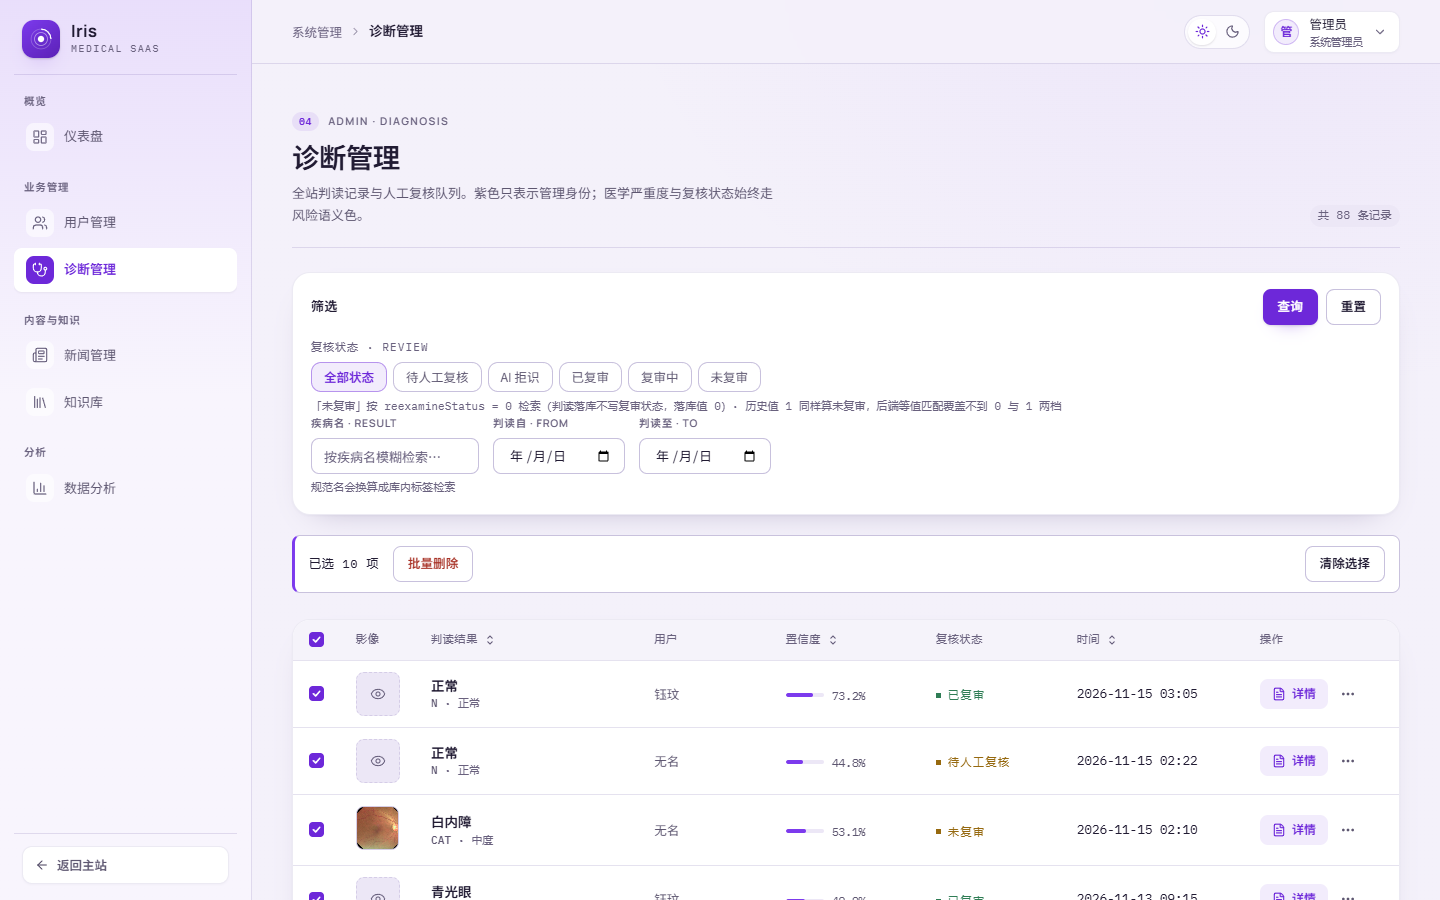 Iris
MEDICAL SAAS
系统管理 > 诊断管理
管
管理员
系统管理员
概览
仪表盘
业务管理
用户管理
诊断管理
内容与知识
新闻管理
知识库
分析
数据分析
返回主站
04 ADMIN · DIAGNOSIS
诊断管理
全站判读记录与人工复核队列。紫色只表示管理身份；医学严重度与复核状态始终走
风险语义色。
共 88 条记录
筛选
查询 重置
复核状态 · REVIEW
全部状态 待人工复核 AI 拒识 已复审 复审中 未复审
「未复审」按 reexamineStatus = 0 检索（判读落库不写复审状态，落库值 0）· 历史值 1 同样算未复审，后端等值匹配覆盖不到 0 与 1 两档
疾病名 · RESULT 判读自 · FROM 判读至 · TO
按疾病名模糊检索… 年 /月/日 年 /月/日
规范名会换算成库内标签检索
已选 10 项 批量删除 清除选择
影像 判读结果 用户 置信度 复核状态 时间 操作
正常
N · 正常
钰玟 73.2% 已复审 2026-11-15 03:05 详情
正常
N · 正常
无名 44.8% 待人工复核 2026-11-15 02:22 详情
白内障
CAT · 中度
无名 53.1% 未复审 2026-11-15 02:10 详情
青光眼
钰玟 已复审 2026-11-13 09:15 详情